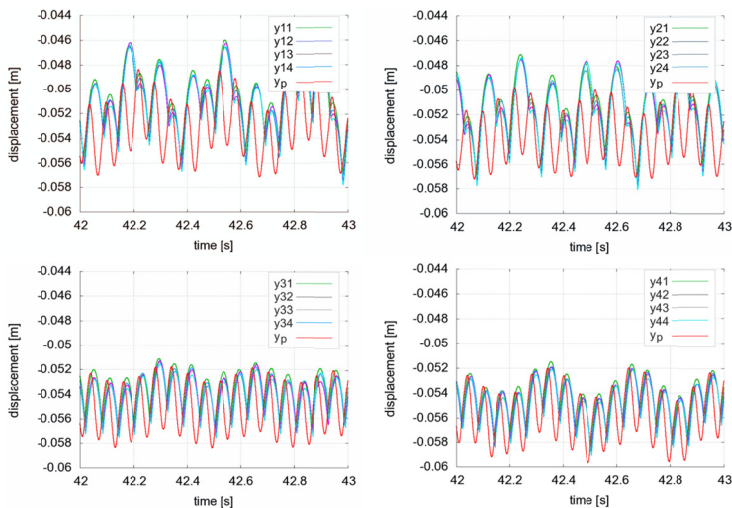 -0.044
-0.046
-0.048
-0.05
-0.052
-0.054
-0.056
-0.058
-0.06
displacement [m]
42 42.2 42.4 42.6 42.8 43
time [s]
y11
y12
y13
y14
yp
-0.044
-0.046
-0.048
-0.05
-0.052
-0.054
-0.056
-0.058
-0.06
displacement [m]
42 42.2 42.4 42.6 42.8 43
time [s]
y21
y22
y23
y24
yp
-0.044
-0.046
-0.048
-0.05
-0.052
-0.054
-0.056
-0.058
-0.06
displacement [m]
42 42.2 42.4 42.6 42.8 43
time [s]
y31
y32
y33
y34
yp
-0.044
-0.046
-0.048
-0.05
-0.052
-0.054
-0.056
-0.058
-0.06
displacement [m]
42 42.2 42.4 42.6 42.8 43
time [s]
y41
y42
y43
y44
yp